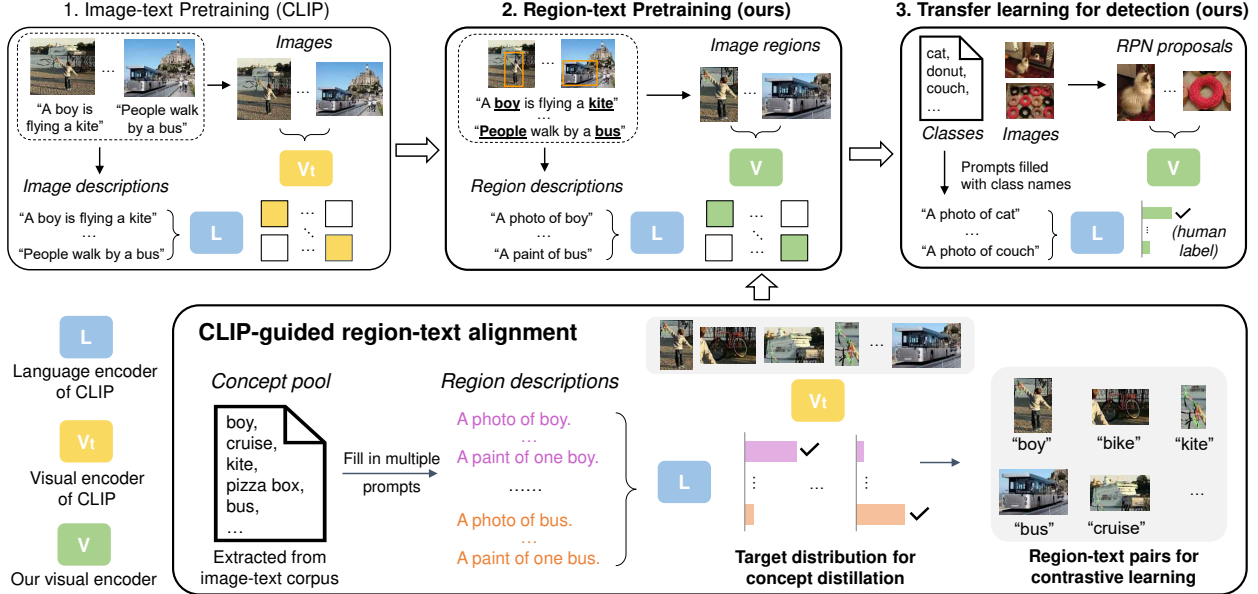 1. Image-text Pretraining (CLIP)
Images
...
"A boy is
flying a kite"
"People walk
by a bus"
...
Vt
Image descriptions
"A boy is flying a kite"
...
"People walk by a bus"
L
...
⋱
...
2. Region-text Pretraining (ours)
Image regions
...
"A boy is flying a kite"
...
"People walk by a bus"
...
V
Region descriptions
"A photo of boy"
...
"A paint of bus"
L
...
⋱
...
3. Transfer learning for detection (ours)
cat,
donut,
couch,
...
Classes
Images
RPN proposals
...
V
Prompts filled
with class names
"A photo of cat"
...
"A photo of couch"
L
⋮
(human
label)
L
Language encoder
of CLIP
Vt
Visual encoder
of CLIP
V
Our visual encoder
CLIP-guided region-text alignment
Concept pool
boy,
cruise,
kite,
pizza box,
bus,
...
Extracted from
image-text corpus
Fill in multiple
prompts
Region descriptions
A photo of boy.
...
A paint of one boy.
......
A photo of bus.
...
A paint of one bus.
L
...
Vt
⋮
...
⋮
Target distribution for
concept distillation
"boy"
"bike"
"kite"
"bus"
"cruise"
...
Region-text pairs for
contrastive learning